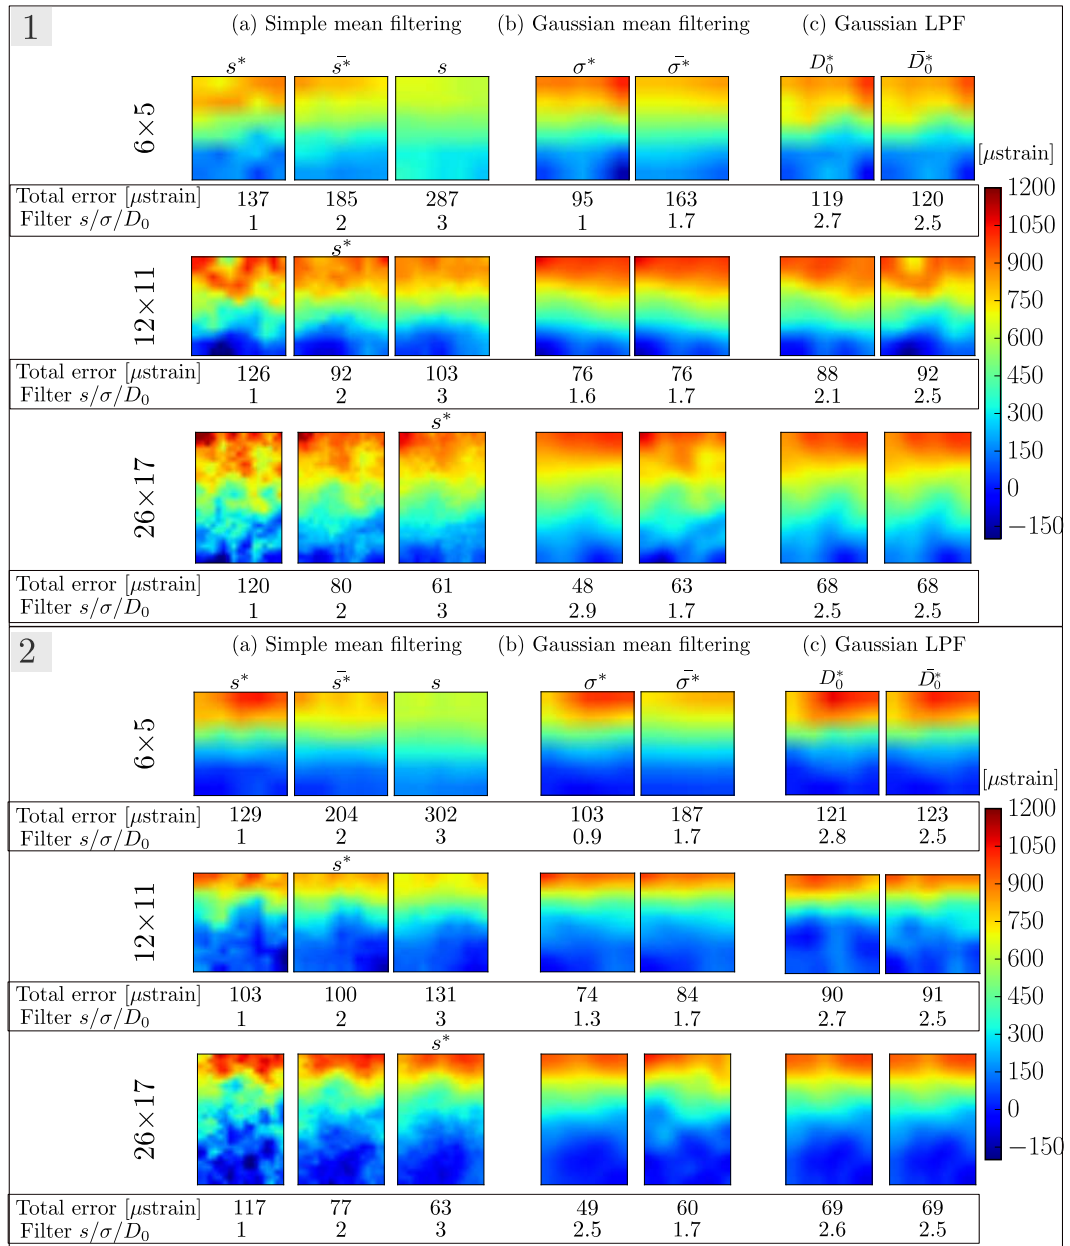 1
(a) Simple mean filtering (b) Gaussian mean filtering (c) Gaussian LPF
s* s̄* s σ* σ̄* D₀* D̄₀*
6×5
[μstrain]
Total error [μstrain] 137 185 287 95 163 119 120
Filter s/σ/D₀ 1 2 3 1 1.7 2.7 2.5
s*
12×11
Total error [μstrain] 126 92 103 76 76 88 92
Filter s/σ/D₀ 1 2 3 1.6 1.7 2.1 2.5
s*
26×17
Total error [μstrain] 120 80 61 48 63 68 68
Filter s/σ/D₀ 1 2 3 2.9 1.7 2.5 2.5
1200
1050
900
750
600
450
300
150
0
−150
2
(a) Simple mean filtering (b) Gaussian mean filtering (c) Gaussian LPF
s* s̄* s σ* σ̄* D₀* D̄₀*
6×5
[μstrain]
Total error [μstrain] 129 204 302 103 187 121 123
Filter s/σ/D₀ 1 2 3 0.9 1.7 2.8 2.5
s*
12×11
Total error [μstrain] 103 100 131 74 84 90 91
Filter s/σ/D₀ 1 2 3 1.3 1.7 2.7 2.5
s*
26×17
Total error [μstrain] 117 77 63 49 60 69 69
Filter s/σ/D₀ 1 2 3 2.5 1.7 2.6 2.5
1200
1050
900
750
600
450
300
150
0
−150